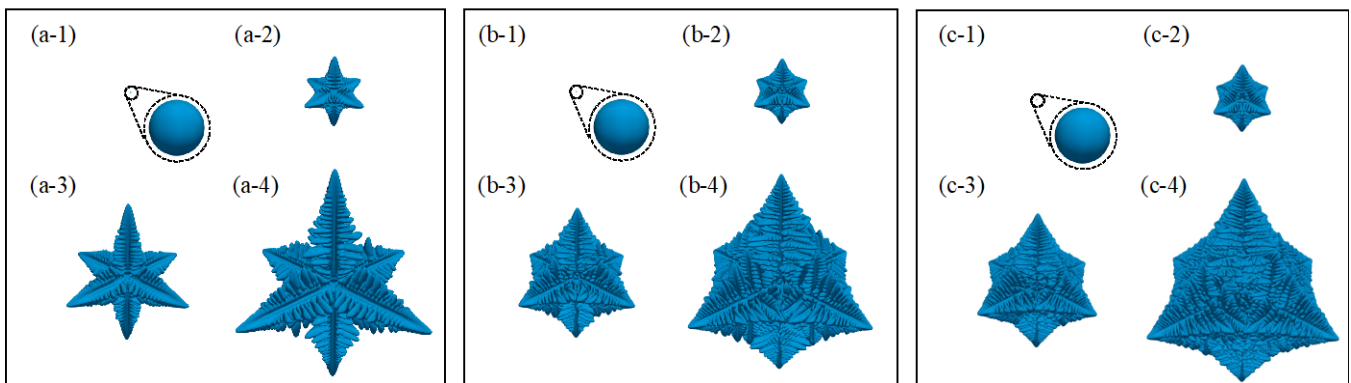 (a-1) (a-2)
(a-3) (a-4)
(b-1) (b-2)
(b-3) (b-4)
(c-1) (c-2)
(c-3) (c-4)